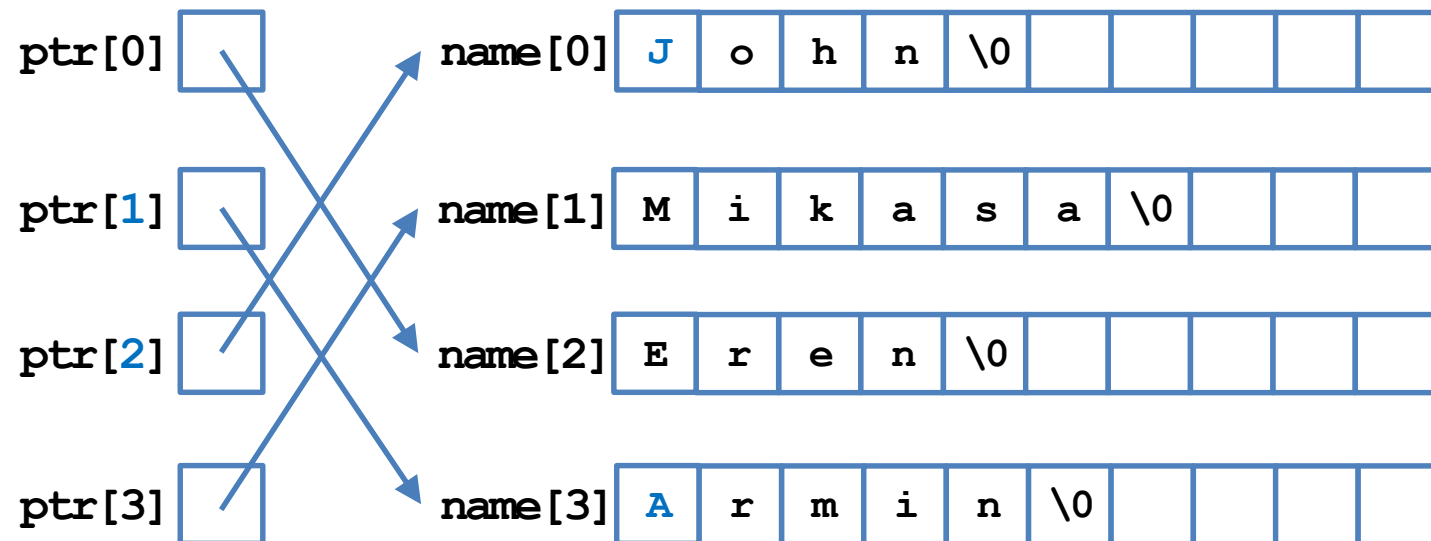 ptr[0] name[0] J o h n \0
ptr[1] name[1] M i k a s a \0
ptr[2] name[2] E r e n \0
ptr[3] name[3] A r m i n \0